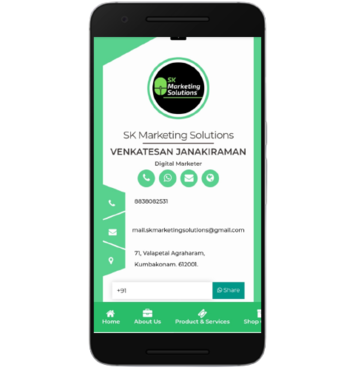 SK
Marketing
Solutions
SK Marketing Solutions
VENKATESAN JANAKIRAMAN
Digital Marketer
8838082531
mail.skmarketingsolutions@gmail.com
71, Valapetai Agraharam,
Kumbakonam. 612001.
+91
Share
Home
About Us
Product & Services
Shop